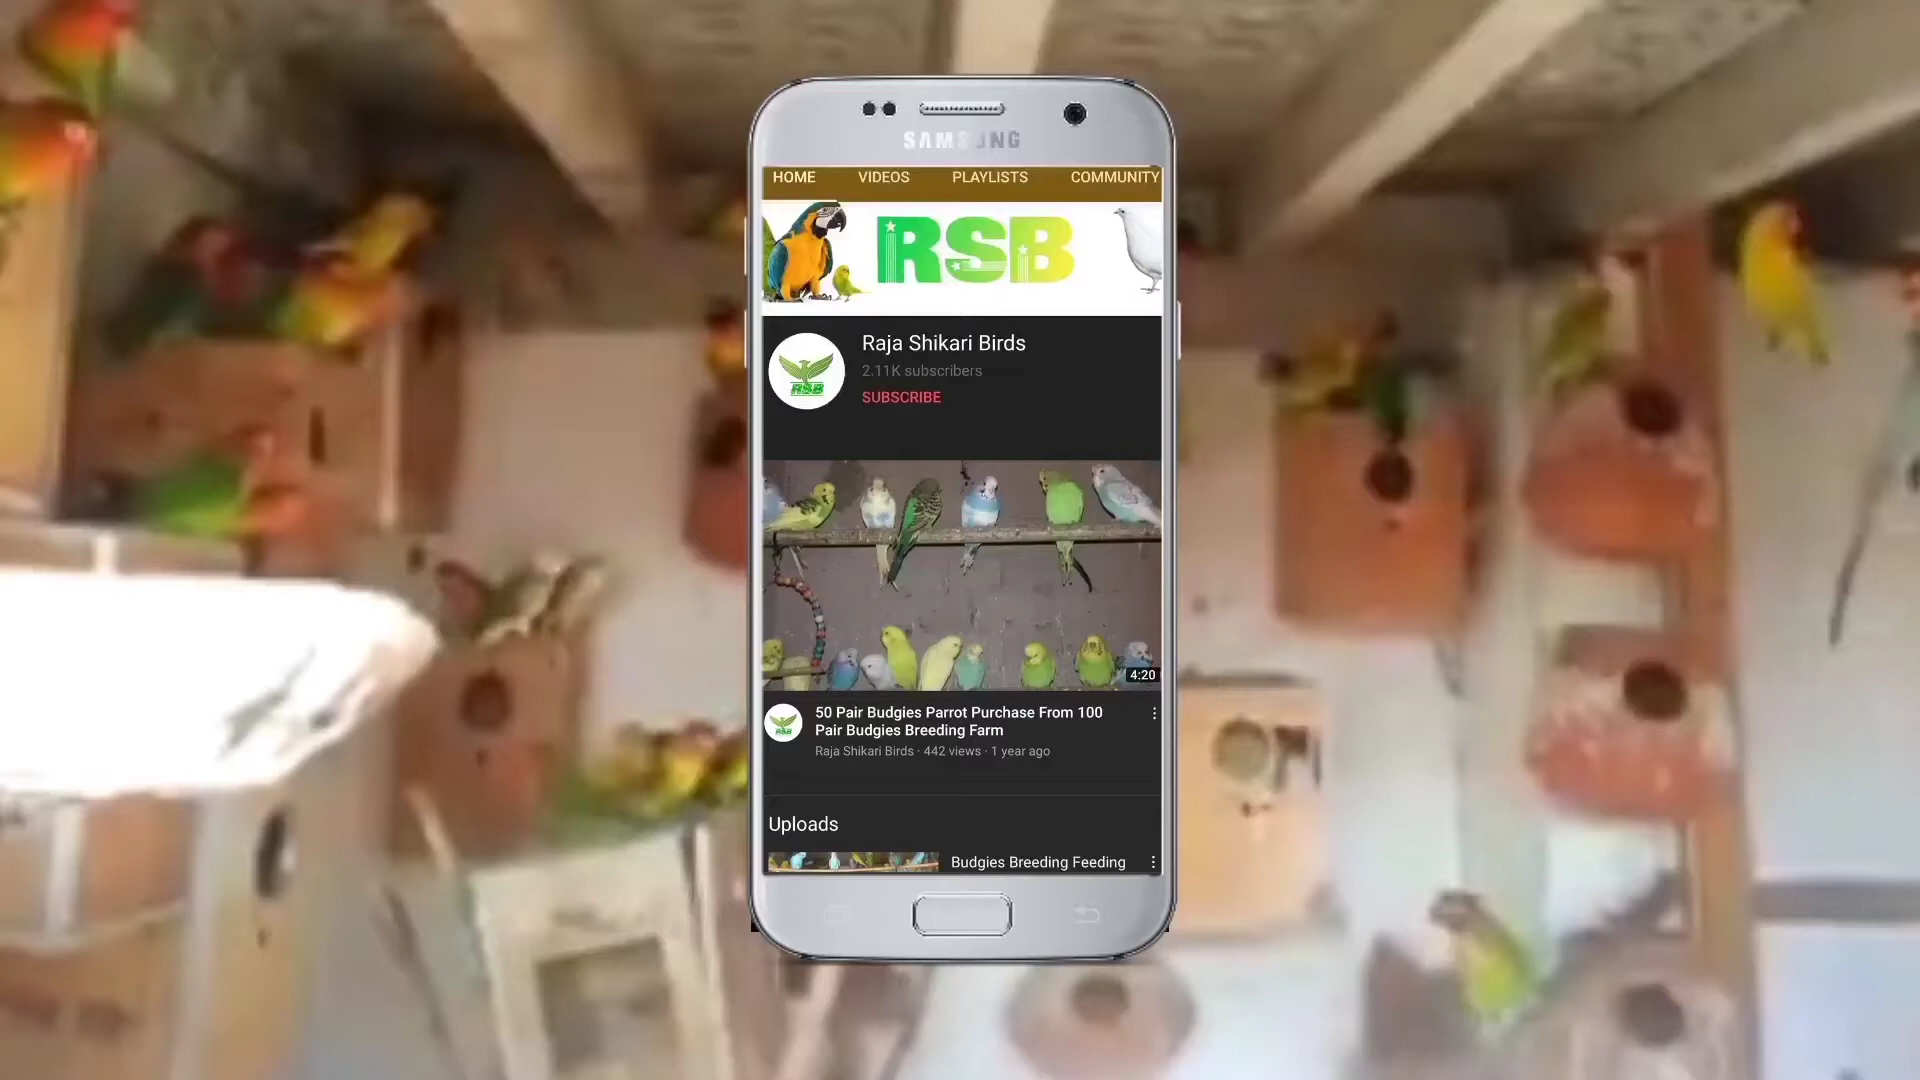 SAMSUNG
HOME VIDEOS PLAYLISTS COMMUNITY
RSB
Raja Shikari Birds
2.11K subscribers
RSB
SUBSCRIBE
4:20
50 Pair Budgies Parrot Purchase From 100
Pair Budgies Breeding Farm
RSB
Raja Shikari Birds · 442 views · 1 year ago
Uploads
Budgies Breeding Feeding